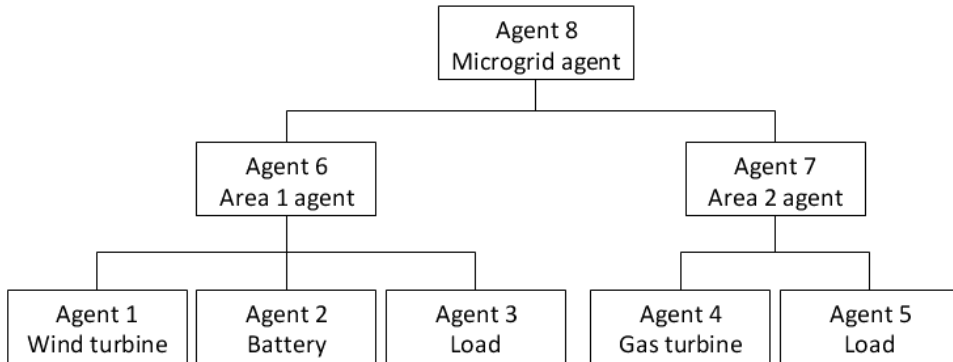 Agent 8
Microgrid agent
Agent 6
Area 1 agent
Agent 7
Area 2 agent
Agent 1
Wind turbine
Agent 2
Battery
Agent 3
Load
Agent 4
Gas turbine
Agent 5
Load